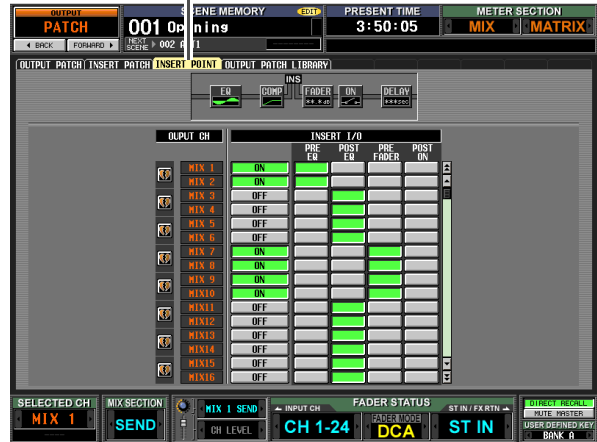 OUTPUT
PATCH
BACK FORWARD
SCENE MEMORY EDIT
001 Opening
NEXT SCENE 002 Act1
PRESENT TIME
3:50:05
METER SECTION
MIX MATRIX
OUTPUT PATCH INSERT PATCH INSERT POINT OUTPUT PATCH LIBRARY
INS
EQ COMP FADER ON DELAY
**.*dB ***sec
OUPUT CH INSERT I/O
PRE EQ POST EQ PRE FADER POST ON
MIX 1 ON
MIX 2 ON
MIX 3 OFF
MIX 4 OFF
MIX 5 OFF
MIX 6 OFF
MIX 7 ON
MIX 8 ON
MIX 9 ON
MIX10 ON
MIX11 OFF
MIX12 OFF
MIX13 OFF
MIX14 OFF
MIX15 OFF
MIX16 OFF
SELECTED CH
MIX 1
MIX SECTION
SEND
MIX 1 SEND
CH LEVEL
FADER STATUS
INPUT CH
CH 1-24
FADER MODE
DCA
ST IN / FX RTN
ST IN
DIRECT RECALL
MUTE MASTER
USER DEFINED KEY
BANK A